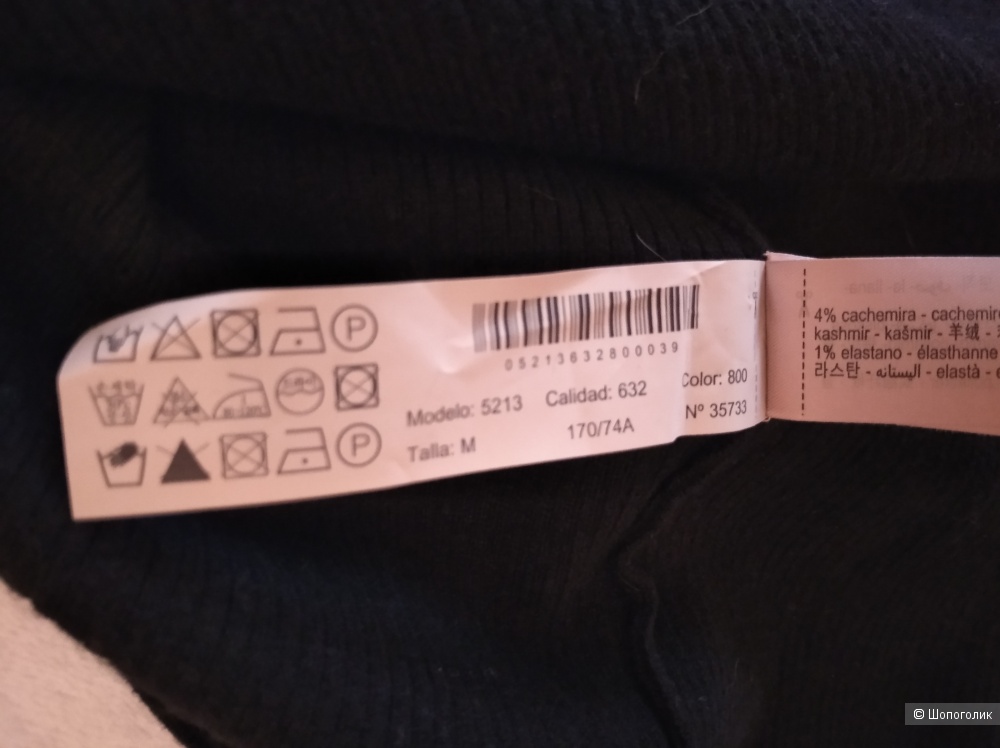 05213632800039
Modelo: 5213 Calidad: 632 Color: 800
Talla: M 170/74A Nº 35733
4% cachemira - cachemire
kashmir - kašmir - 羊绒 -
1% elastano - élasthanne
라스탄 - اليستانه - elastà -
© Шопоголик